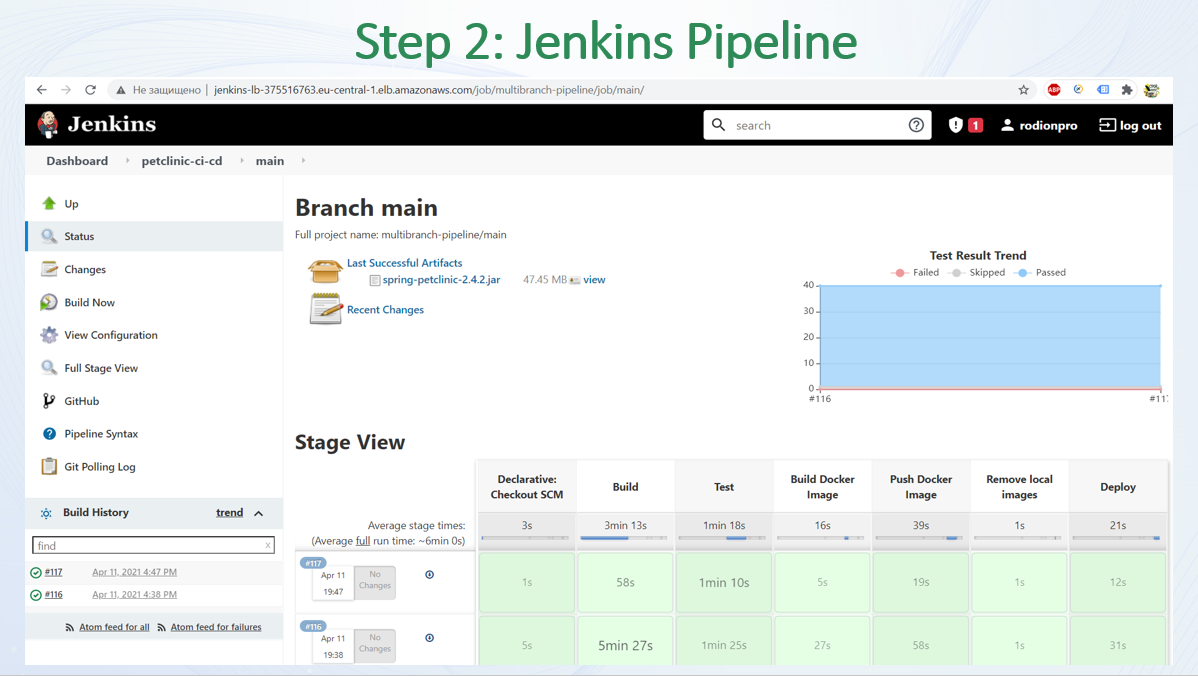 Step 2: Jenkins Pipeline
Не защищено | jenkins-lb-375516763.eu-central-1.elb.amazonaws.com/job/multibranch-pipeline/job/main/
ABP
Jenkins
search
1
rodionpro
log out
Dashboard
petclinic-ci-cd
main
Up
Status
Changes
Build Now
View Configuration
Full Stage View
GitHub
Pipeline Syntax
Git Polling Log
Build History
trend
find
x
#117 Apr 11, 2021 4:47 PM
#116 Apr 11, 2021 4:38 PM
Atom feed for all
Atom feed for failures
Branch main
Full project name: multibranch-pipeline/main
Last Successful Artifacts
spring-petclinic-2.4.2.jar 47.45 MB view
Recent Changes
Test Result Trend
Failed Skipped Passed
40
30
20
10
0
#116 #117
Stage View
Declarative: Checkout SCM
Build
Test
Build Docker Image
Push Docker Image
Remove local images
Deploy
Average stage times:
(Average full run time: ~6min 0s)
3s 3min 13s 1min 18s 16s 39s 1s 21s
#117
Apr 11
19:47
No Changes
1s 58s 1min 10s 5s 19s 1s 12s
#116
Apr 11
19:38
No Changes
5s 5min 27s 1min 25s 27s 58s 1s 31s